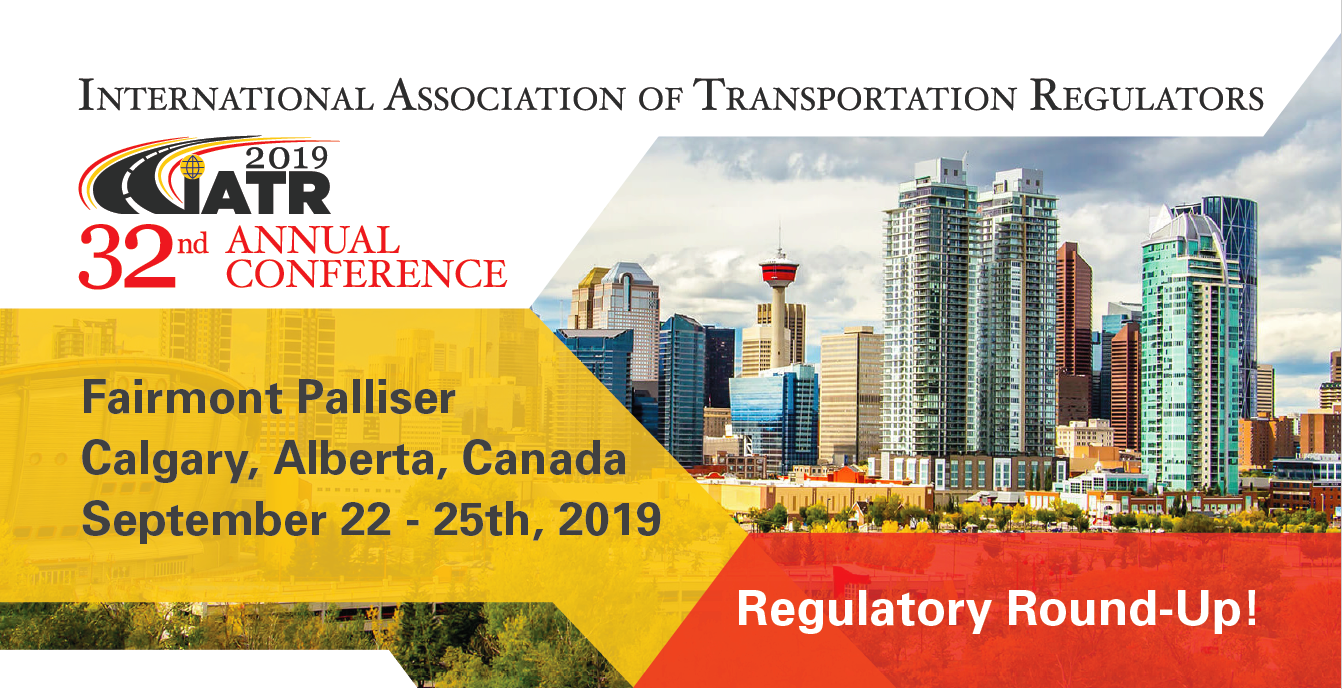 International Association of Transportation Regulators
2019
IATR
32nd ANNUAL
CONFERENCE
Fairmont Palliser
Calgary, Alberta, Canada
September 22 - 25th, 2019
Regulatory Round-Up!